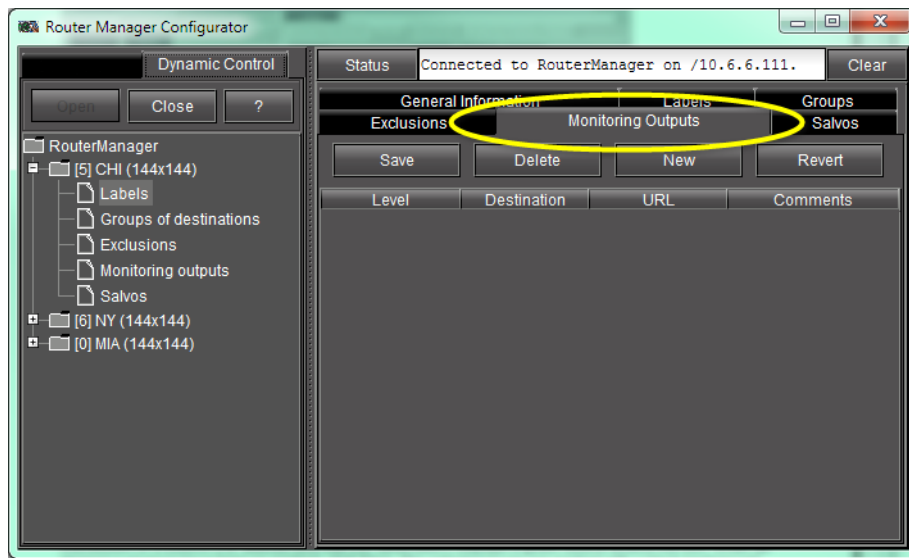 Router Manager Configurator
Dynamic Control
Open Close ?
RouterManager
[5] CHI (144x144)
Labels
Groups of destinations
Exclusions
Monitoring outputs
Salvos
[6] NY (144x144)
[0] MIA (144x144)
Status Connected to RouterManager on /10.6.6.111. Clear
General Information Labels Groups
Exclusions Monitoring Outputs Salvos
Save Delete New Revert
Level Destination URL Comments